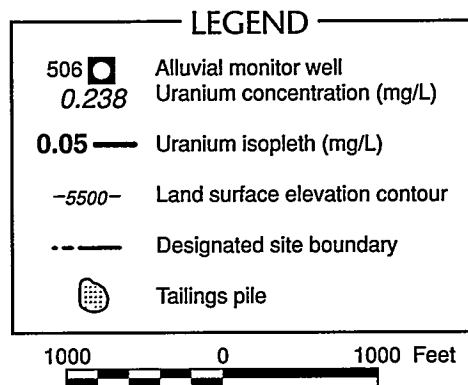 LEGEND
506 Alluvial monitor well
0.238 Uranium concentration (mg/L)
0.05 Uranium isopleth (mg/L)
-5500- Land surface elevation contour
Designated site boundary
Tailings pile
1000 0 1000 Feet